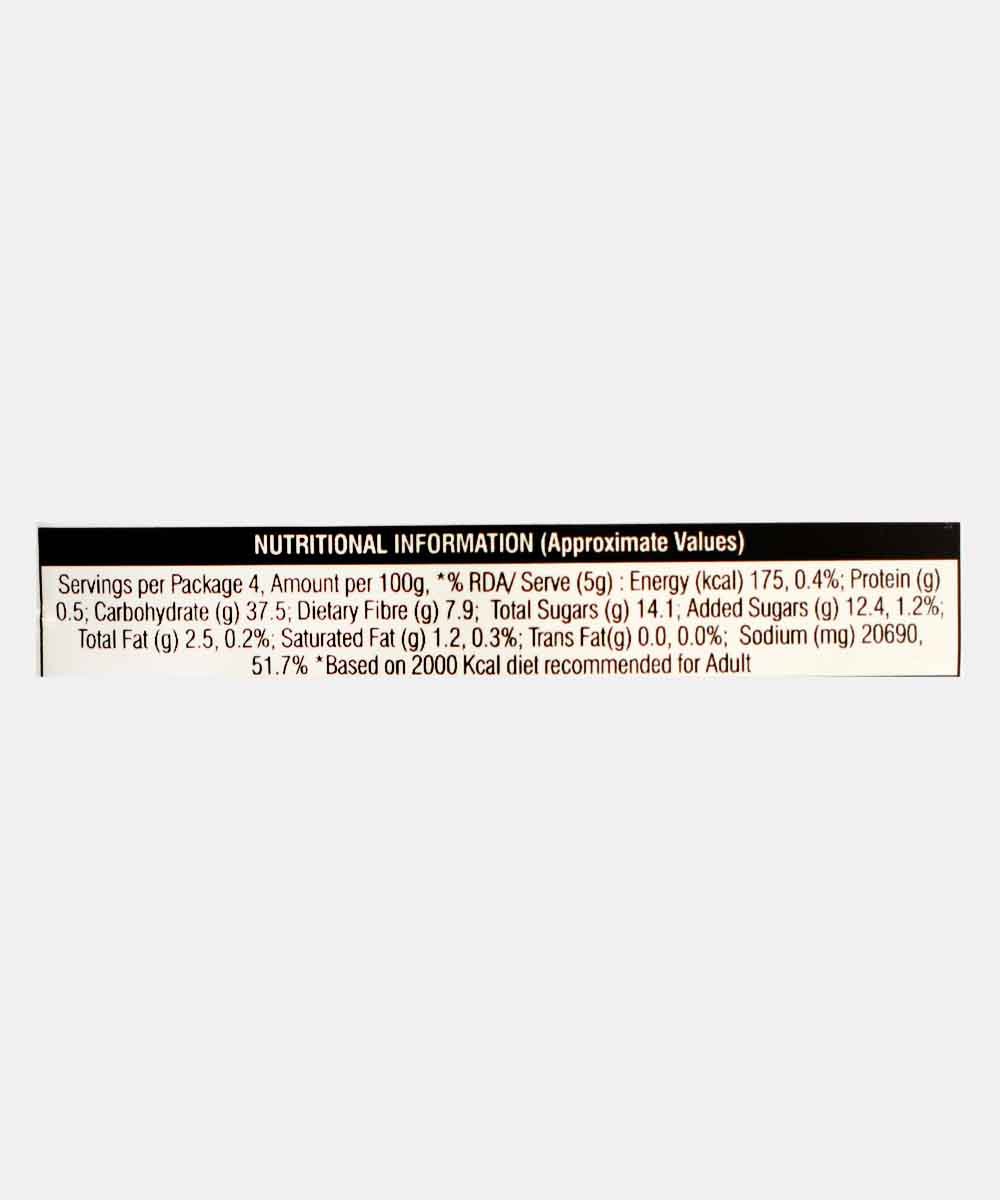 NUTRITIONAL INFORMATION (Approximate Values)
Servings per Package 4, Amount per 100g, *% RDA/ Serve (5g) : Energy (kcal) 175, 0.4%; Protein (g)
0.5; Carbohydrate (g) 37.5; Dietary Fibre (g) 7.9; Total Sugars (g) 14.1; Added Sugars (g) 12.4, 1.2%;
Total Fat (g) 2.5, 0.2%; Saturated Fat (g) 1.2, 0.3%; Trans Fat(g) 0.0, 0.0%; Sodium (mg) 20690,
51.7% *Based on 2000 Kcal diet recommended for Adult